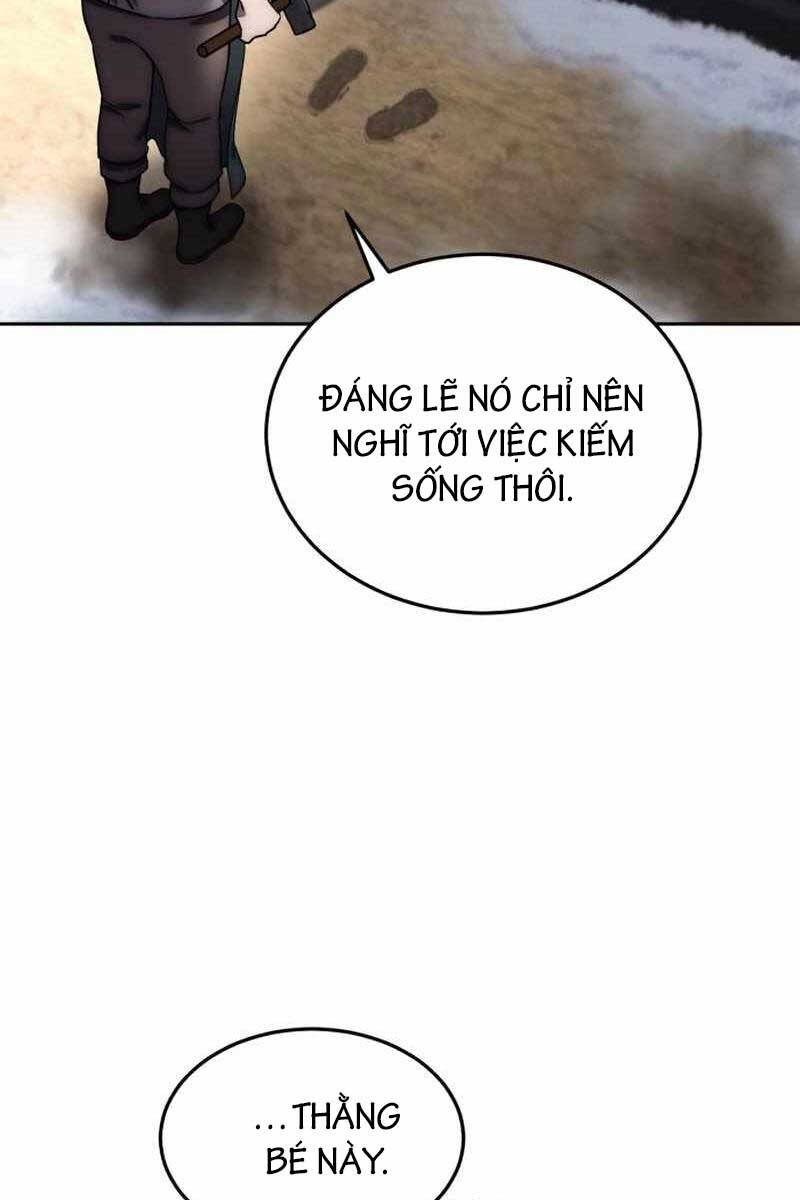 ĐÁNG LẼ NÓ CHỈ NÊN
NGHĨ TỚI VIỆC KIẾM
SỐNG THÔI.
...THẰNG
BÉ NÀY.